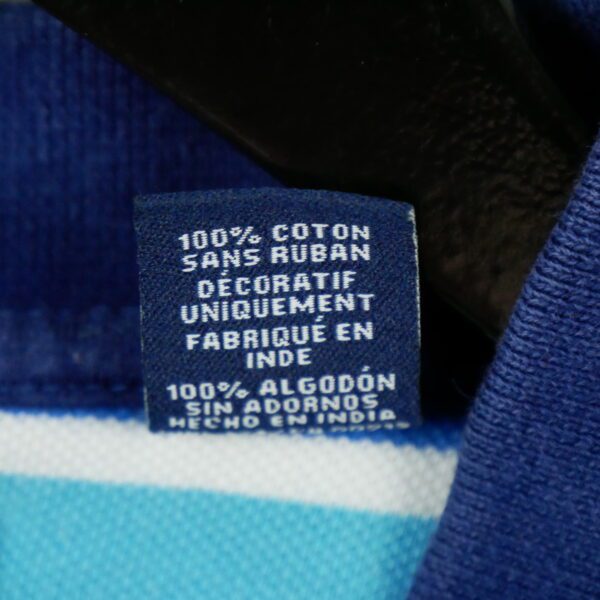 100% COTON
SANS RUBAN
DÉCORATIF
UNIQUEMENT
FABRIQUÉ EN
INDE
100% ALGODÓN
SIN ADORNOS
HECHO EN INDIA